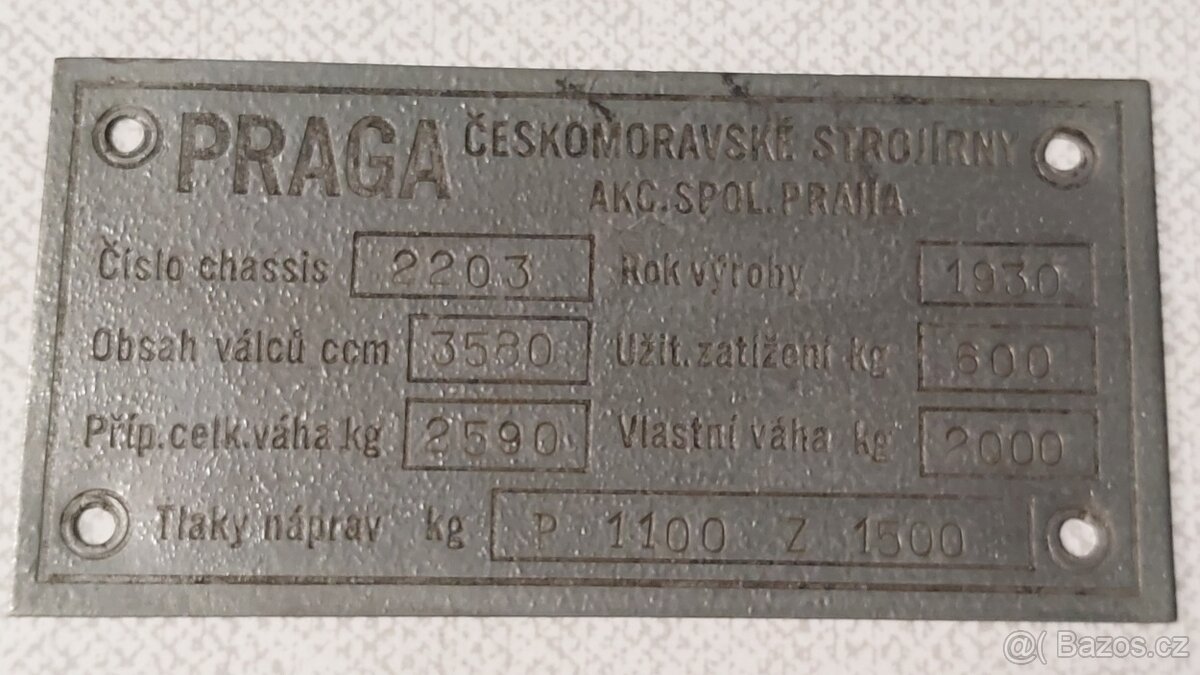 PRAGA ČESKOMORAVSKÉ STROJÍRNY
AKC. SPOL. PRAHA.
Číslo chassis 2203 Rok výroby 1930
Obsah válců ccm 3580 Užit. zatížení kg 600
Příp. celk. váha kg 2590 Vlastní váha kg 2000
Tlaky náprav kg P 1100 Z 1500
@( Bazos.cz